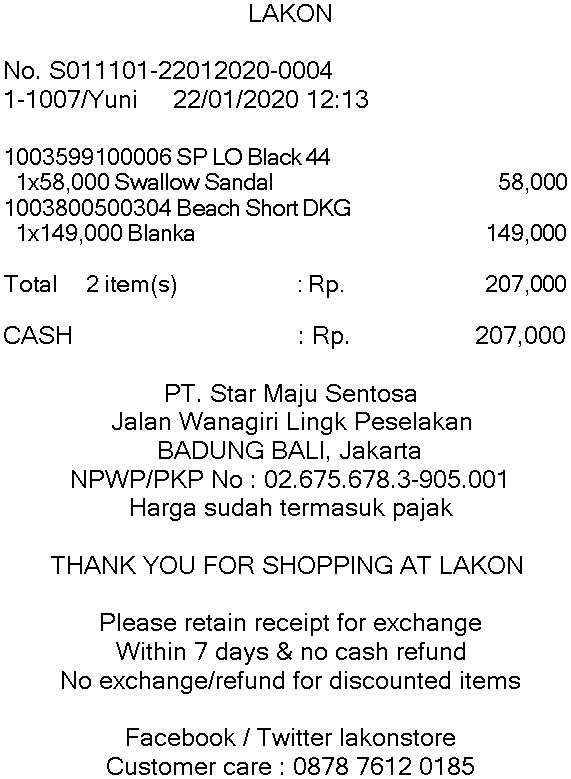 LAKON
No. S011101-22012020-0004
1-1007/Yuni 22/01/2020 12:13
1003599100006 SP LO Black 44
1x58,000 Swallow Sandal 58,000
1003800500304 Beach Short DKG
1x149,000 Blanka 149,000
Total 2 item(s) : Rp. 207,000
CASH : Rp. 207,000
PT. Star Maju Sentosa
Jalan Wanagiri Lingk Peselakan
BADUNG BALI, Jakarta
NPWP/PKP No : 02.675.678.3-905.001
Harga sudah termasuk pajak
THANK YOU FOR SHOPPING AT LAKON
Please retain receipt for exchange
Within 7 days & no cash refund
No exchange/refund for discounted items
Facebook / Twitter lakonstore
Customer care : 0878 7612 0185